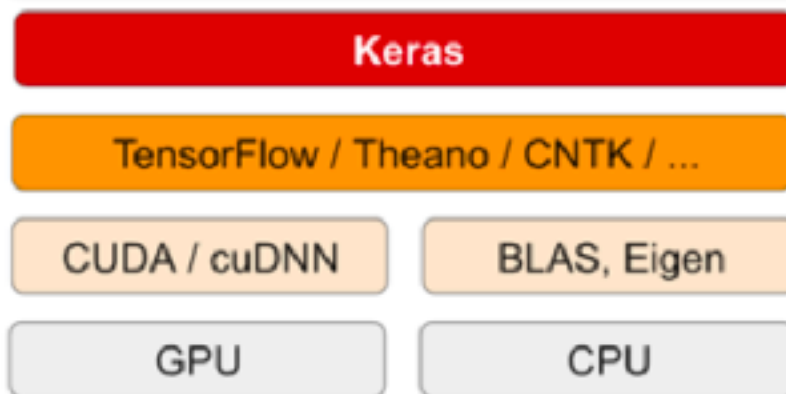 Keras
TensorFlow / Theano / CNTK / ...
CUDA / cuDNN
BLAS, Eigen
GPU
CPU